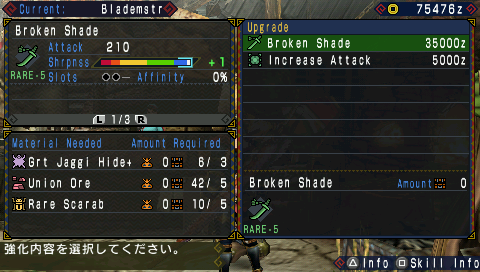 Current: Blademstr
75476z
Broken Shade
Attack 210
Shrpnss +1
RARE-5 Slots ○○— Affinity 0%
L 1/3 R
Material Needed Amount Required
Grt Jaggi Hide+ 0 6/ 3
Union Ore 0 42/ 5
Rare Scarab 0 10/ 5
Upgrade
Broken Shade 35000z
Increase Attack 5000z
Broken Shade Amount 0
RARE-5
強化内容を選択してください。
△Info □Skill Info